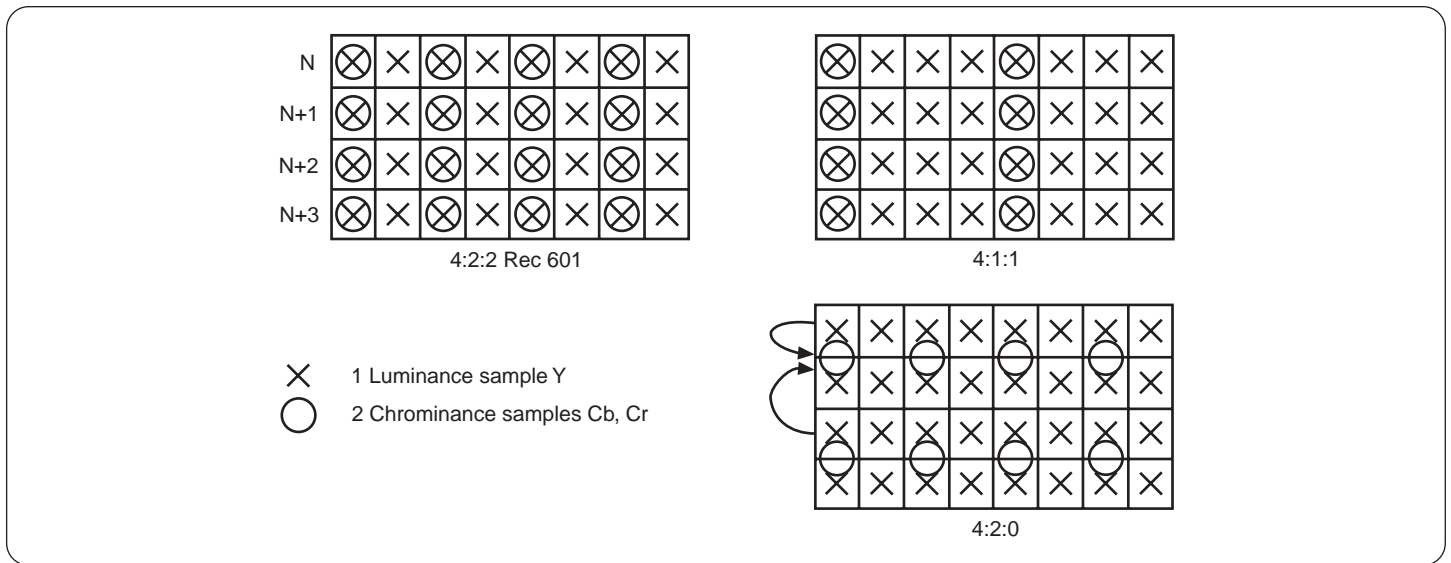 N
N+1
N+2
N+3
4:2:2 Rec 601
4:1:1
1 Luminance sample Y
2 Chrominance samples Cb, Cr
4:2:0